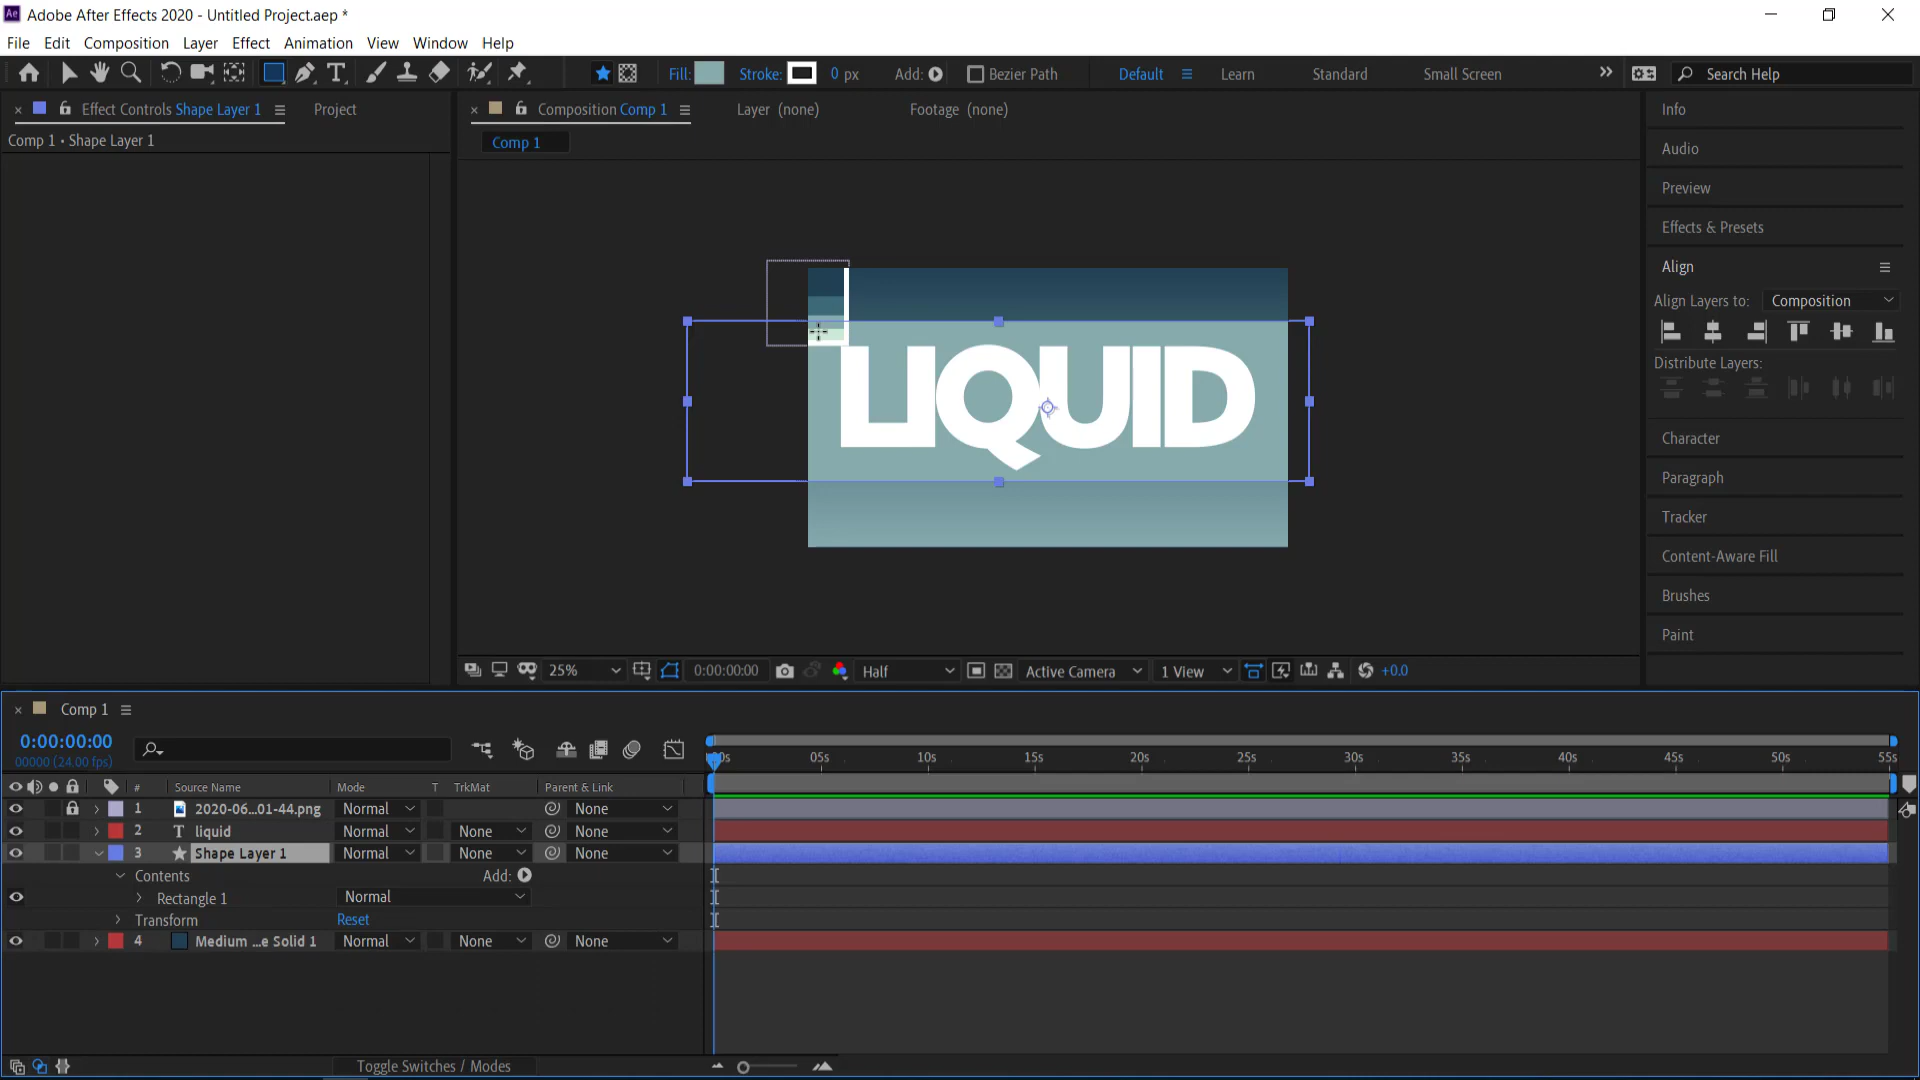 Ae Adobe After Effects 2020 - Untitled Project.aep *
File Edit Composition Layer Effect Animation View Window Help
T Fill: Stroke: 0 px Add: Bezier Path Default Learn Standard Small Screen Search Help
Effect Controls Shape Layer 1 Project
Comp 1 • Shape Layer 1
Composition Comp 1 Layer (none) Footage (none)
Comp 1
LIQUID
25% 0:00:00:00 Half Active Camera 1 View +0.0
Info
Audio
Preview
Effects & Presets
Align
Align Layers to: Composition
Distribute Layers:
Character
Paragraph
Tracker
Content-Aware Fill
Brushes
Paint
Comp 1
0:00:00:00
00000 (24.00 fps)
05s 10s 15s 20s 25s 30s 35s 40s 45s 50s 55s
# Source Name Mode T TrkMat Parent & Link
1 2020-06...01-44.png Normal None
2 T liquid Normal None None
3 Shape Layer 1 Normal None None
Contents Add:
Rectangle 1 Normal
Transform Reset
4 Medium ...e Solid 1 Normal None None
Toggle Switches / Modes